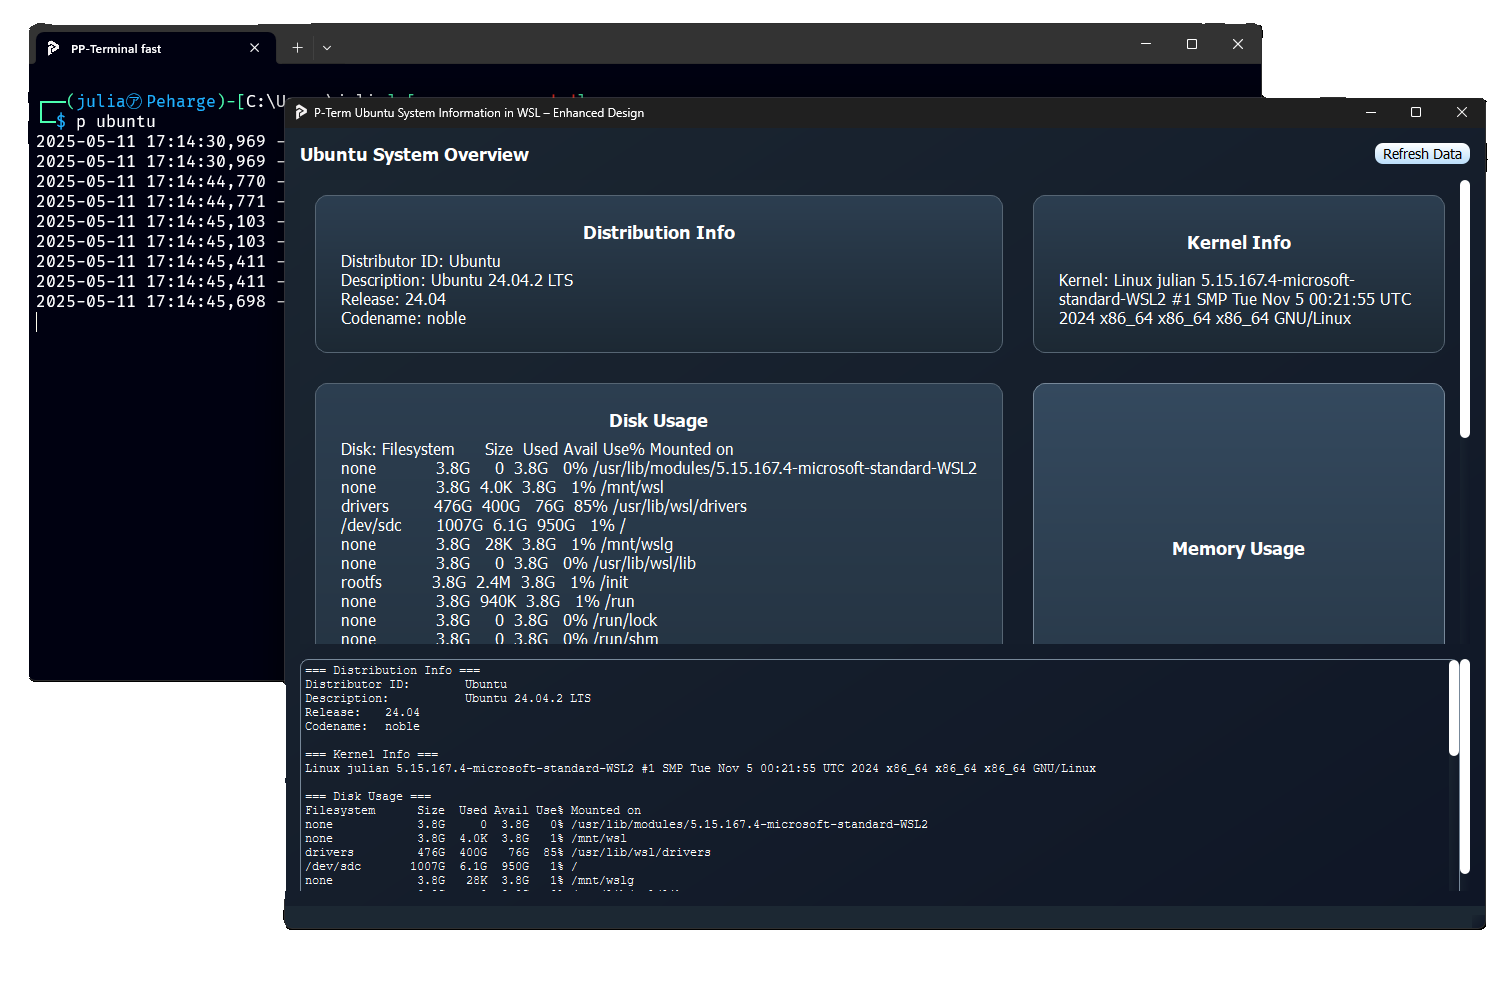 PP-Terminal fast
(julia㋐Peharge)-[C:\U
$ p ubuntu
2025-05-11 17:14:30,969 -
2025-05-11 17:14:30,969 -
2025-05-11 17:14:44,770 -
2025-05-11 17:14:44,771 -
2025-05-11 17:14:45,103 -
2025-05-11 17:14:45,103 -
2025-05-11 17:14:45,411 -
2025-05-11 17:14:45,411 -
2025-05-11 17:14:45,698 -
P-Term Ubuntu System Information in WSL – Enhanced Design
Ubuntu System Overview
Refresh Data
Distribution Info
Distributor ID: Ubuntu
Description: Ubuntu 24.04.2 LTS
Release: 24.04
Codename: noble
Kernel Info
Kernel: Linux julian 5.15.167.4-microsoft-
standard-WSL2 #1 SMP Tue Nov 5 00:21:55 UTC
2024 x86_64 x86_64 x86_64 GNU/Linux
Disk Usage
Disk: Filesystem Size Used Avail Use% Mounted on
none 3.8G 0 3.8G 0% /usr/lib/modules/5.15.167.4-microsoft-standard-WSL2
none 3.8G 4.0K 3.8G 1% /mnt/wsl
drivers 476G 400G 76G 85% /usr/lib/wsl/drivers
/dev/sdc 1007G 6.1G 950G 1% /
none 3.8G 28K 3.8G 1% /mnt/wslg
none 3.8G 0 3.8G 0% /usr/lib/wsl/lib
rootfs 3.8G 2.4M 3.8G 1% /init
none 3.8G 940K 3.8G 1% /run
none 3.8G 0 3.8G 0% /run/lock
none 3.8G 0 3.8G 0% /run/shm
Memory Usage
=== Distribution Info ===
Distributor ID: Ubuntu
Description: Ubuntu 24.04.2 LTS
Release: 24.04
Codename: noble
=== Kernel Info ===
Linux julian 5.15.167.4-microsoft-standard-WSL2 #1 SMP Tue Nov 5 00:21:55 UTC 2024 x86_64 x86_64 x86_64 GNU/Linux
=== Disk Usage ===
Filesystem Size Used Avail Use% Mounted on
none 3.8G 0 3.8G 0% /usr/lib/modules/5.15.167.4-microsoft-standard-WSL2
none 3.8G 4.0K 3.8G 1% /mnt/wsl
drivers 476G 400G 76G 85% /usr/lib/wsl/drivers
/dev/sdc 1007G 6.1G 950G 1% /
none 3.8G 28K 3.8G 1% /mnt/wslg